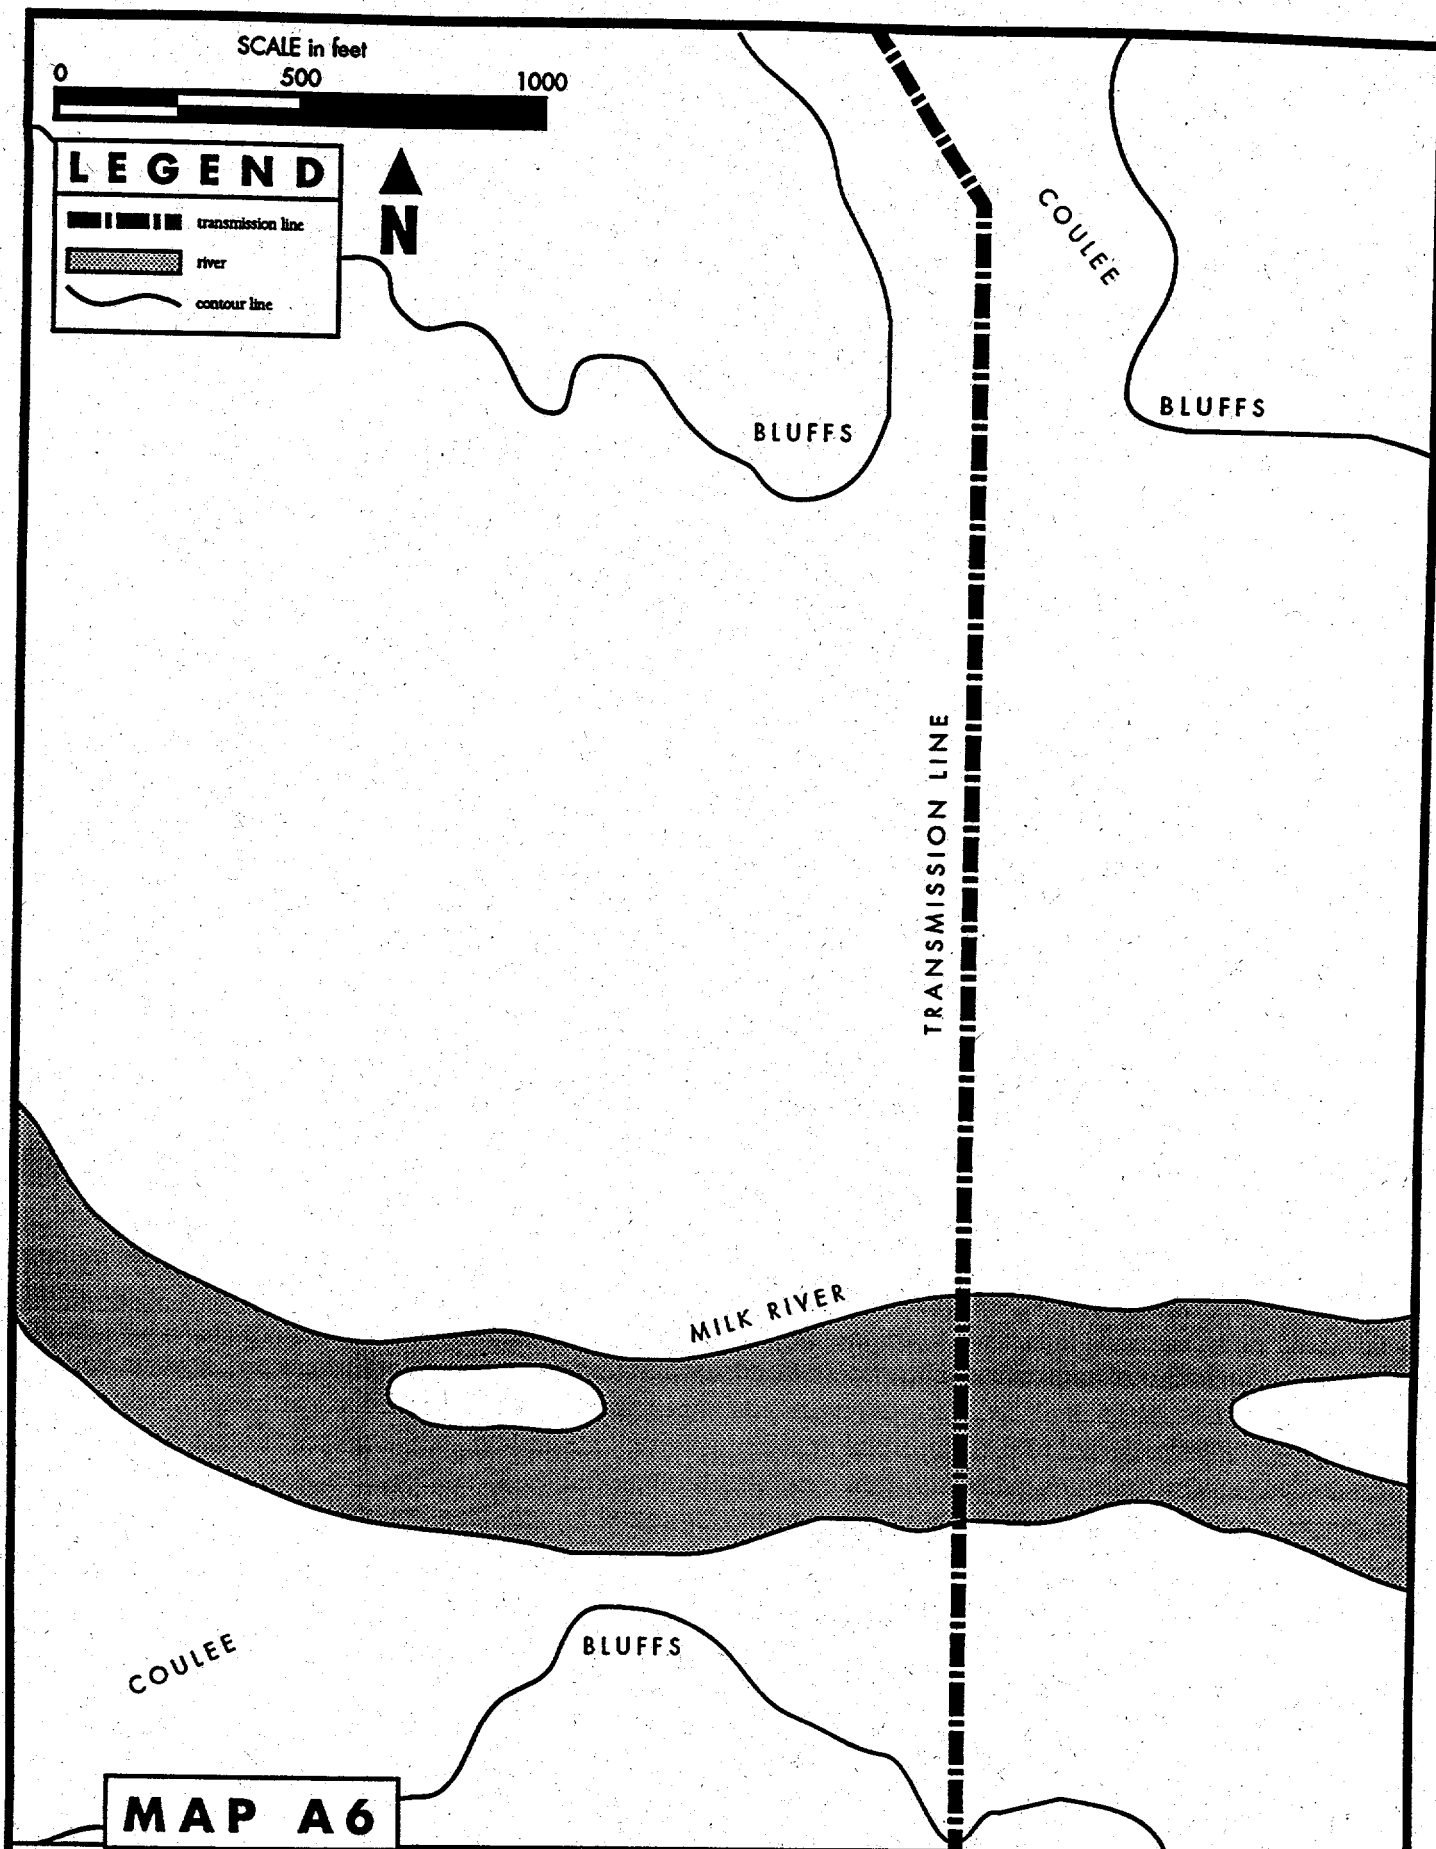 SCALE in feet
0 500 1000
LEGEND
transmission line
river
contour line
N
COULEE
BLUFFS
BLUFFS
TRANSMISSION LINE
MILK RIVER
COULEE
BLUFFS
MAP A6